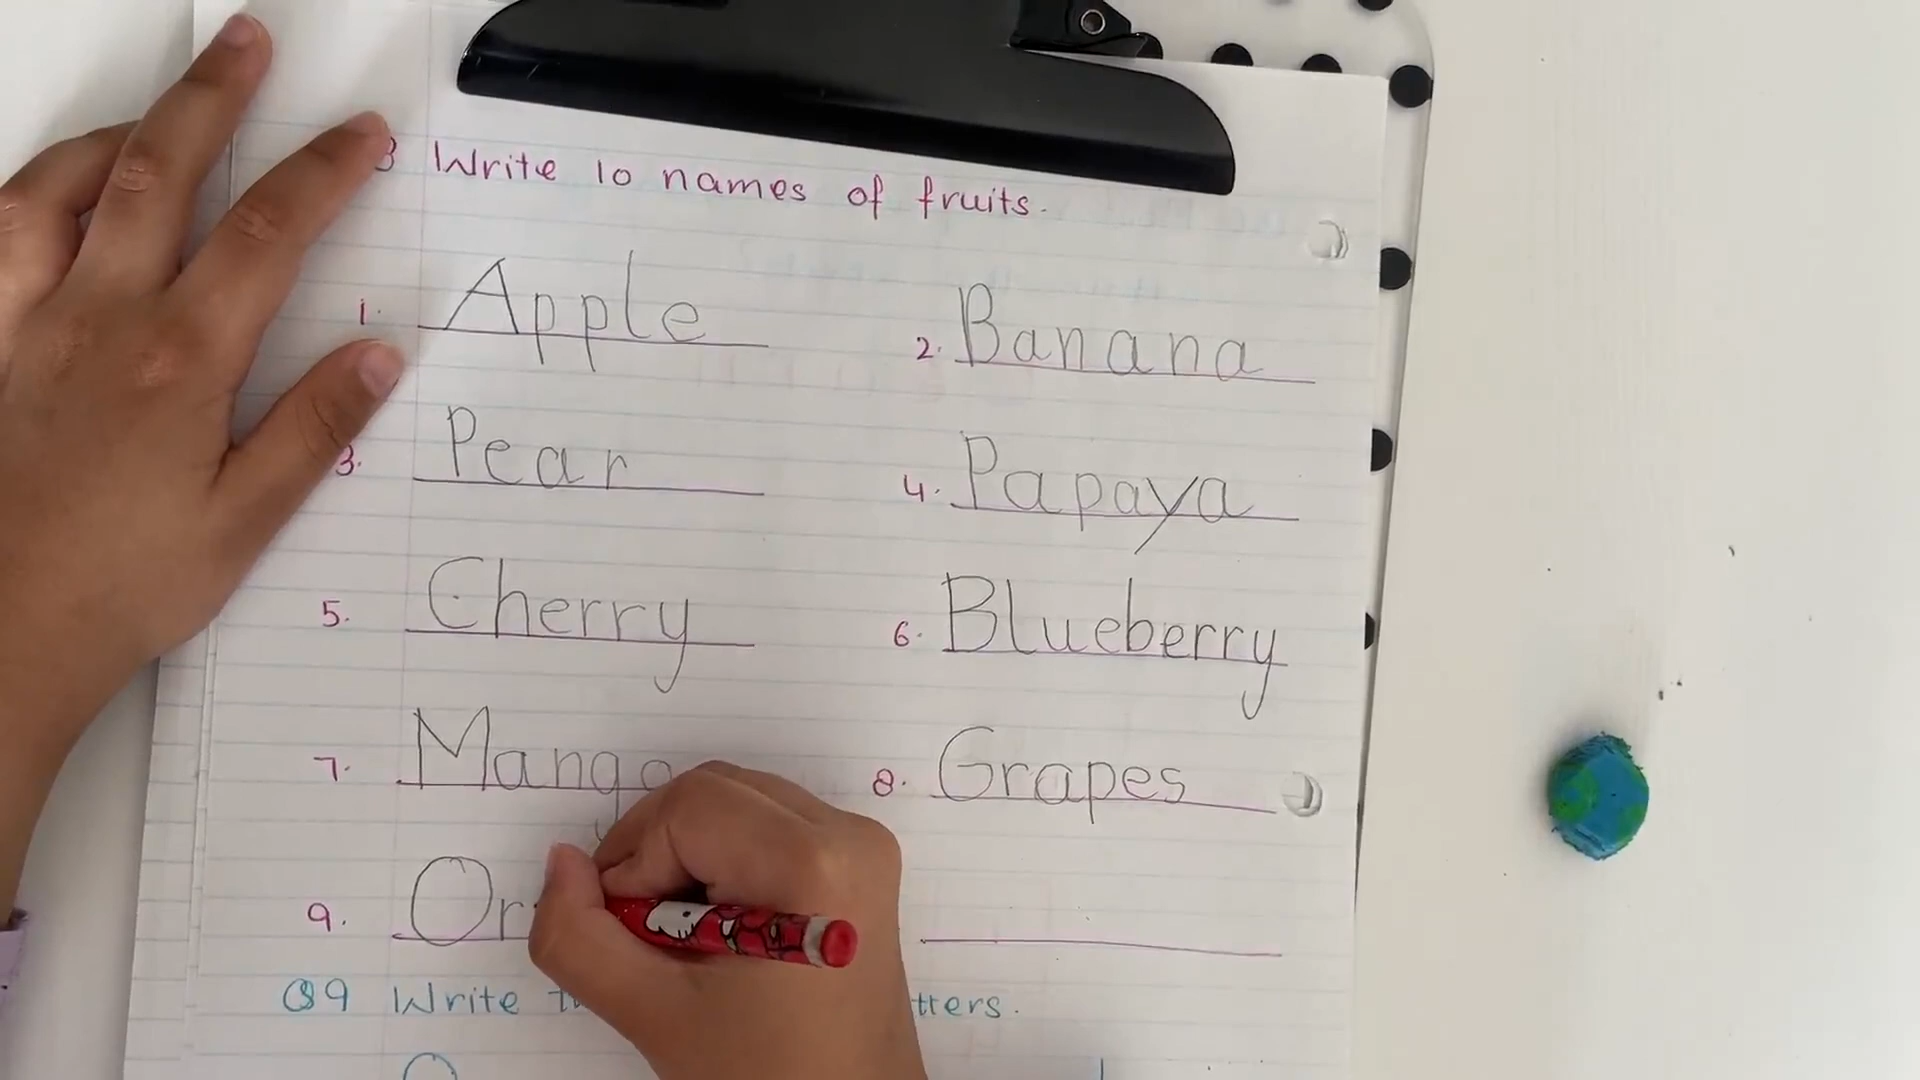 3 Write 10 names of fruits.
1. Apple
2. Banana
3. Pear
4. Papaya
5. Cherry
6. Blueberry
7. Mango
8. Grapes
9. Or
Q9 Write
tters.